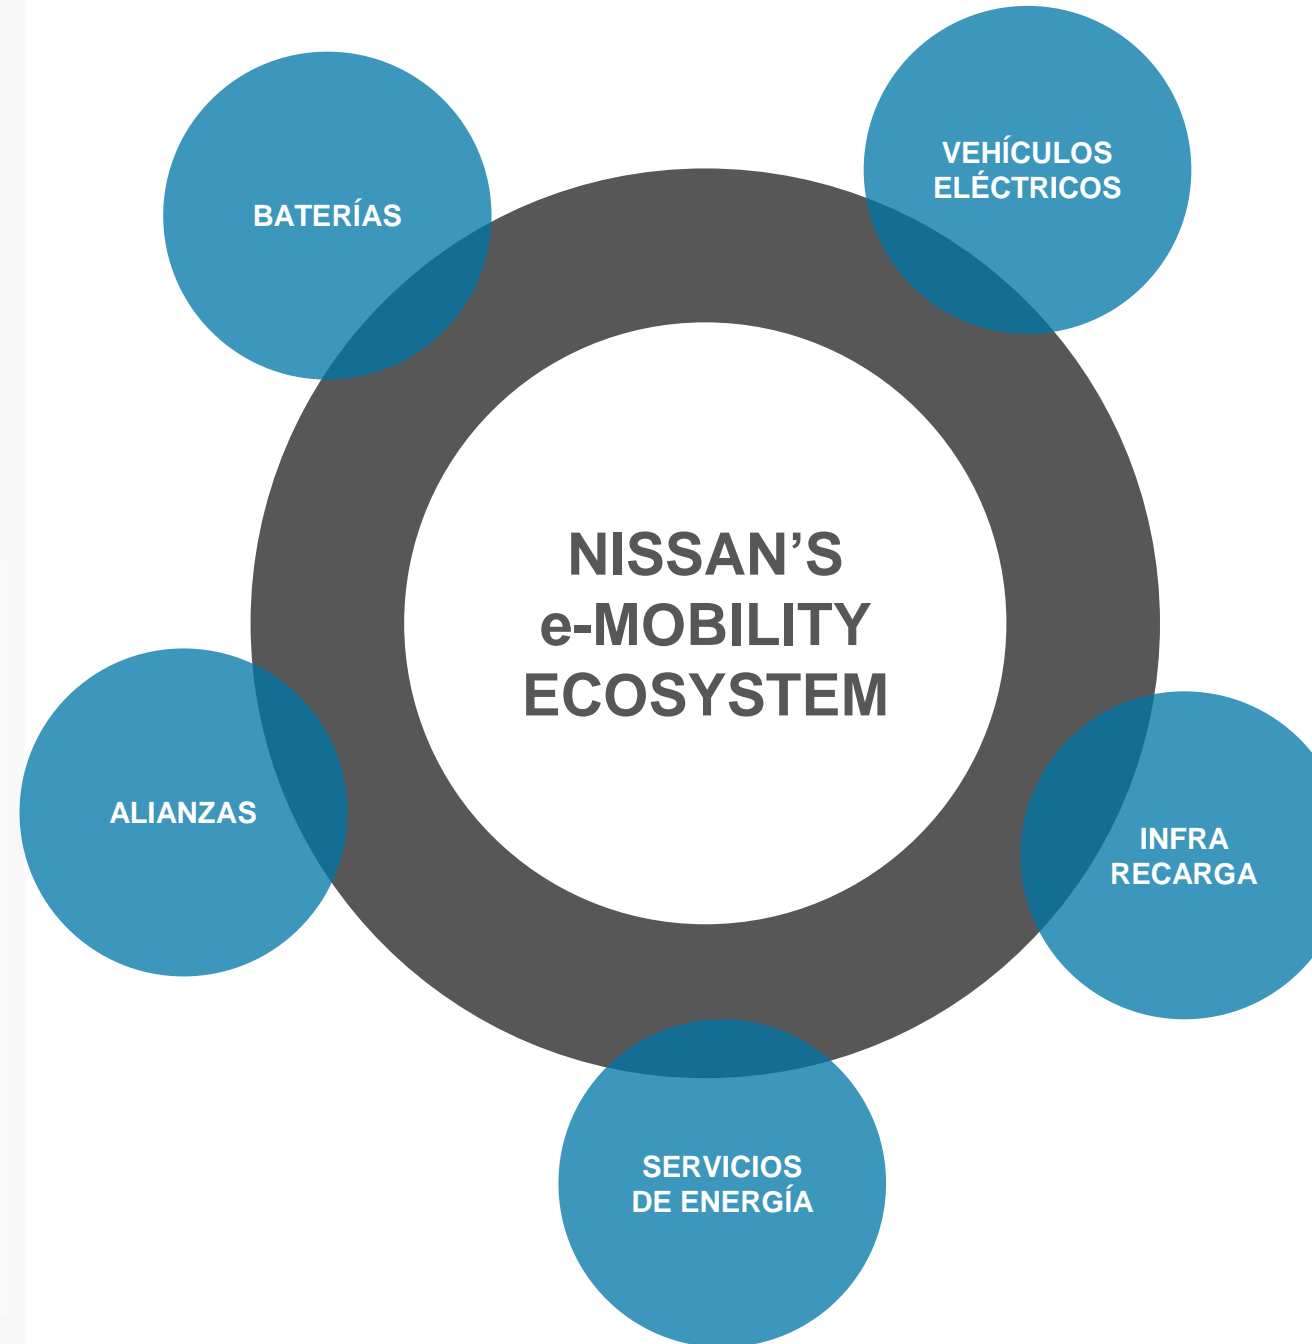 VEHÍCULOS
ELÉCTRICOS
BATERÍAS
NISSAN’S
e-MOBILITY
ECOSYSTEM
ALIANZAS
INFRA
RECARGA
SERVICIOS
DE ENERGÍA